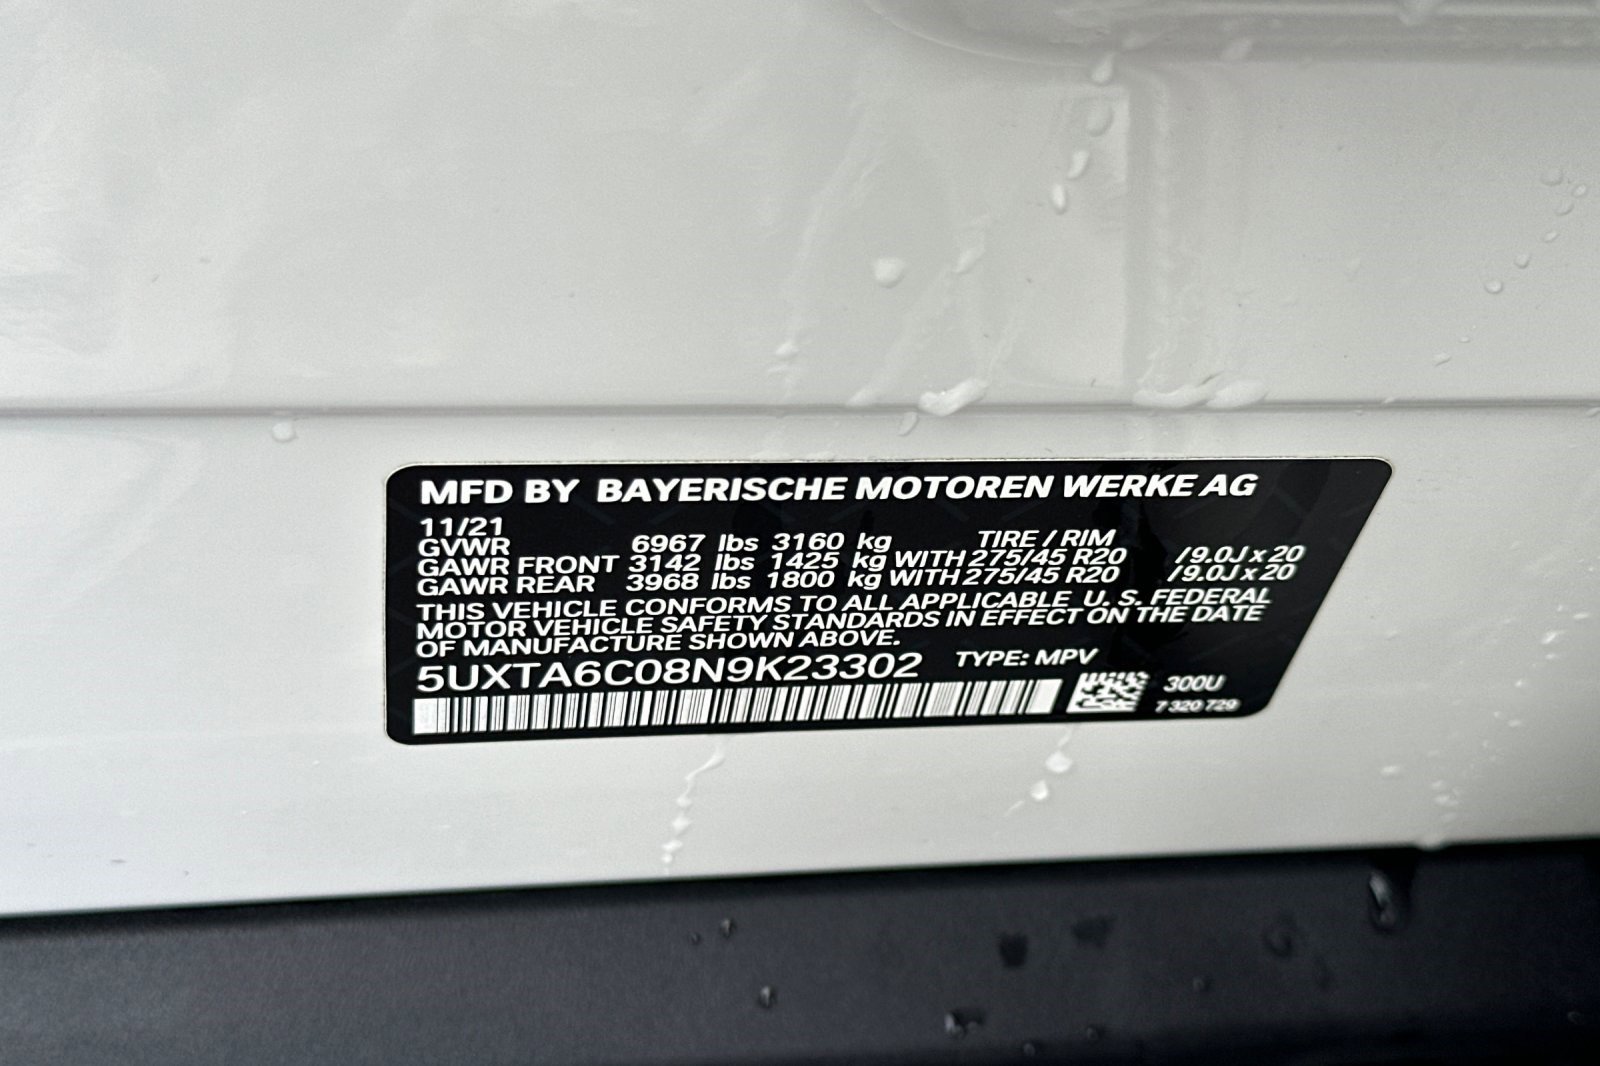 MFD BY BAYERISCHE MOTOREN WERKE AG
11/21
GVWR 6967 lbs 3160 kg TIRE / RIM
GAWR FRONT 3142 lbs 1425 kg WITH 275/45 R20 / 9.0J x 20
GAWR REAR 3968 lbs 1800 kg WITH 275/45 R20 / 9.0J x 20
THIS VEHICLE CONFORMS TO ALL APPLICABLE U. S. FEDERAL
MOTOR VEHICLE SAFETY STANDARDS IN EFFECT ON THE DATE
OF MANUFACTURE SHOWN ABOVE.
5UXTA6C08N9K23302 TYPE: MPV
300U
7 320 729